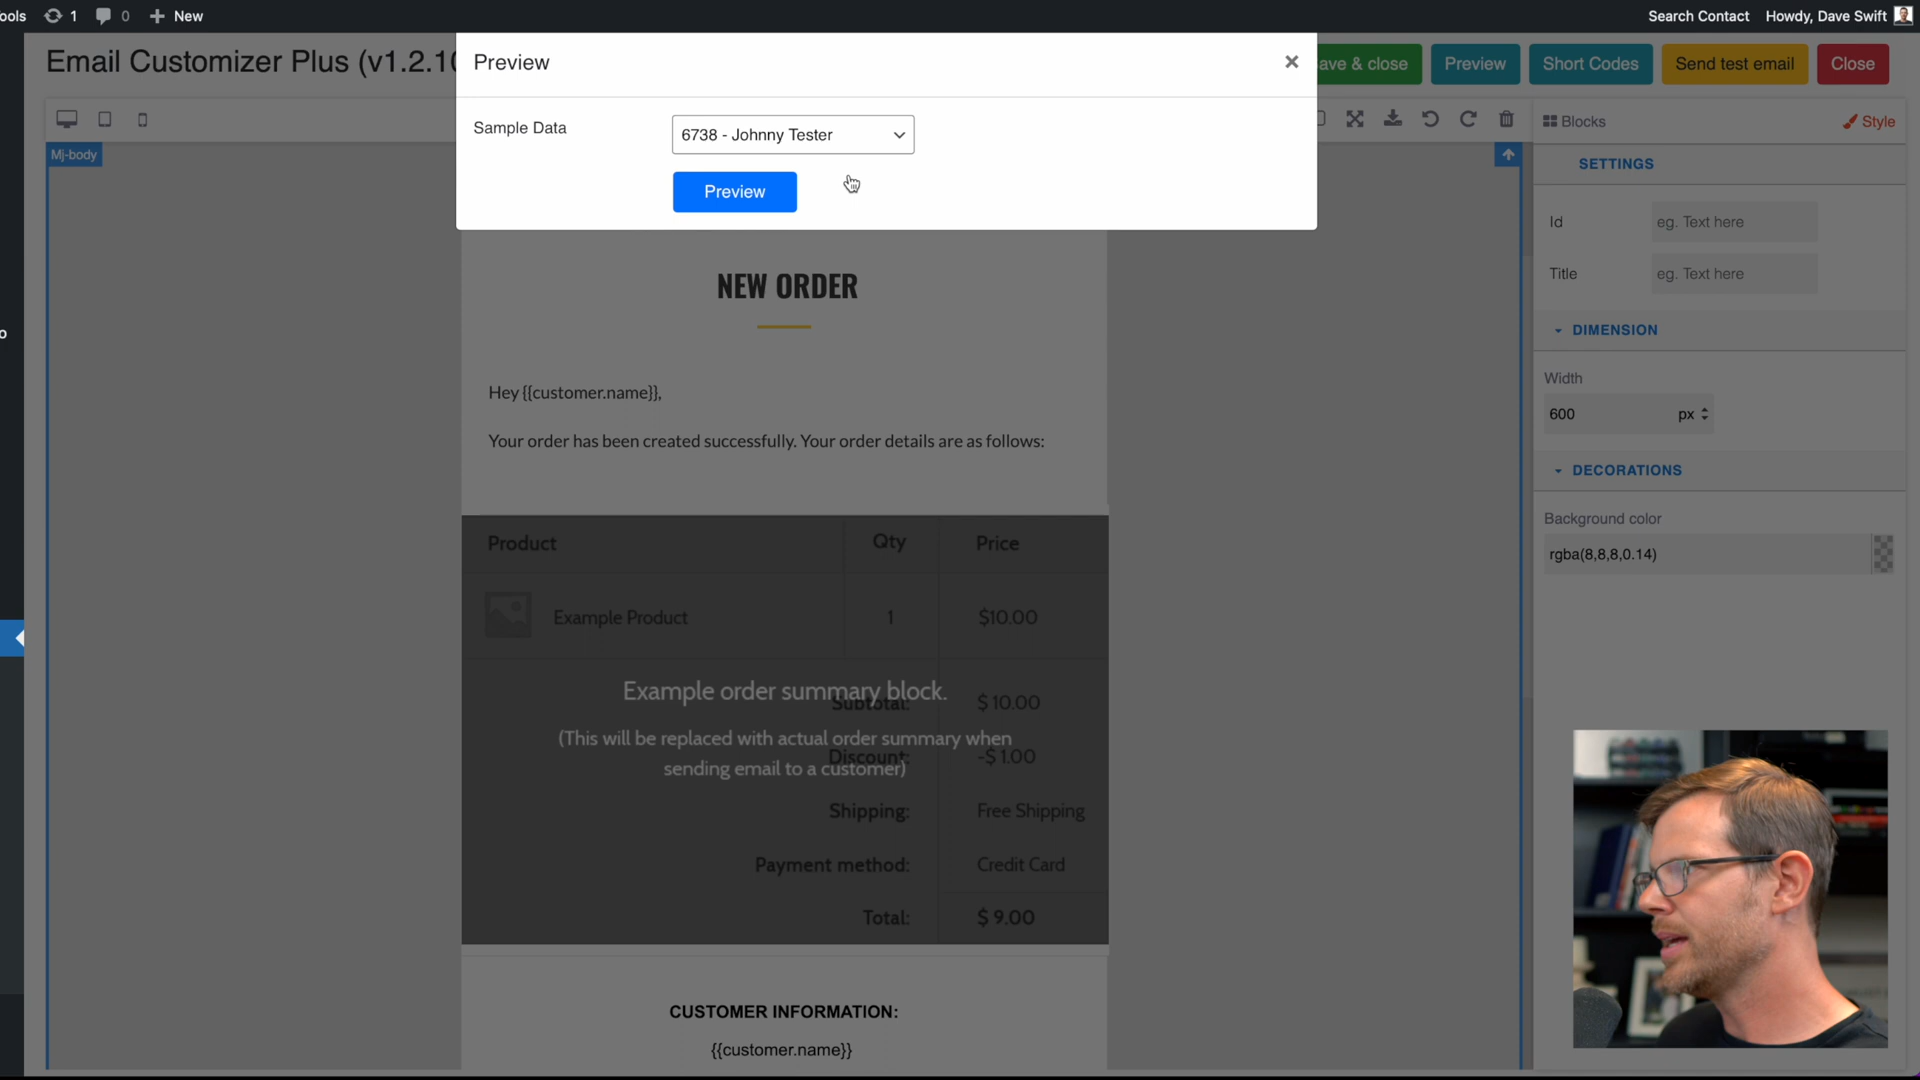 ools 1 0 New Search Contact Howdy, Dave Swift
Email Customizer Plus (v1.2.10
Preview
ave & close
Preview
Short Codes
Send test email
Close
Sample Data
6738 - Johnny Tester
Preview
Blocks
Style
Mj-body
SETTINGS
Id
eg. Text here
Title
eg. Text here
DIMENSION
Width
600
px
DECORATIONS
Background color
rgba(8,8,8,0.14)
o
NEW ORDER
Hey {{customer.name}},
Your order has been created successfully. Your order details are as follows:
Product Qty Price
Example Product 1 $10.00
Example order summary block.
Subtotal: $10.00
(This will be replaced with actual order summary when
Discount: -$1.00
sending email to a customer)
Shipping: Free Shipping
Payment method: Credit Card
Total: $9.00
CUSTOMER INFORMATION:
{{customer.name}}